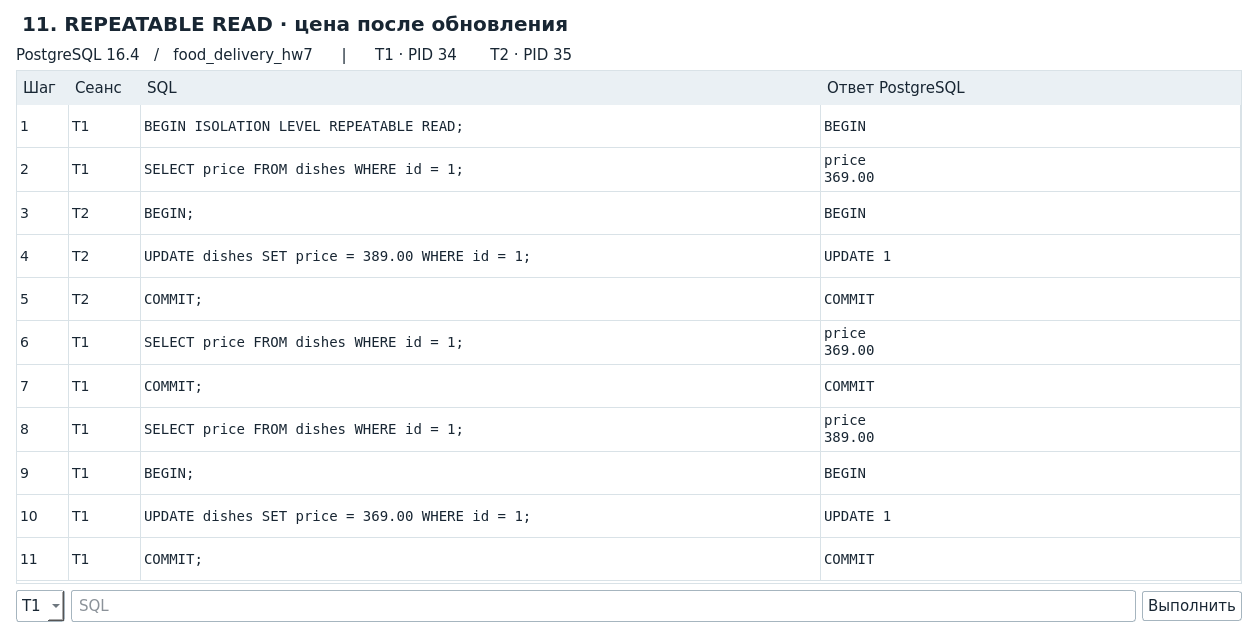 11. REPEATABLE READ · цена после обновления
PostgreSQL 16.4 / food_delivery_hw7 | T1 · PID 34 T2 · PID 35
Шаг Сеанс SQL Ответ PostgreSQL
1 T1 BEGIN ISOLATION LEVEL REPEATABLE READ; BEGIN
2 T1 SELECT price FROM dishes WHERE id = 1; price
369.00
3 T2 BEGIN; BEGIN
4 T2 UPDATE dishes SET price = 389.00 WHERE id = 1; UPDATE 1
5 T2 COMMIT; COMMIT
6 T1 SELECT price FROM dishes WHERE id = 1; price
369.00
7 T1 COMMIT; COMMIT
8 T1 SELECT price FROM dishes WHERE id = 1; price
389.00
9 T1 BEGIN; BEGIN
10 T1 UPDATE dishes SET price = 369.00 WHERE id = 1; UPDATE 1
11 T1 COMMIT; COMMIT
T1 SQL Выполнить